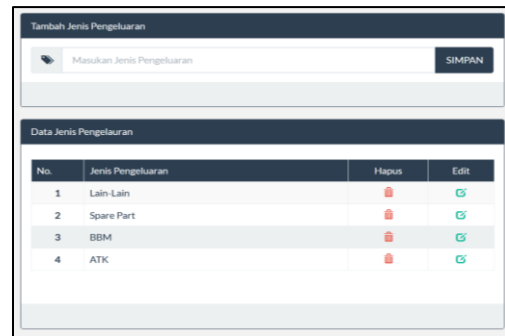 Tambah Jenis Pengeluaran
Masukan Jenis Pengeluaran SIMPAN
Data Jenis Pengelauran
No. Jenis Pengeluaran Hapus Edit
1 Lain-Lain
2 Spare Part
3 BBM
4 ATK